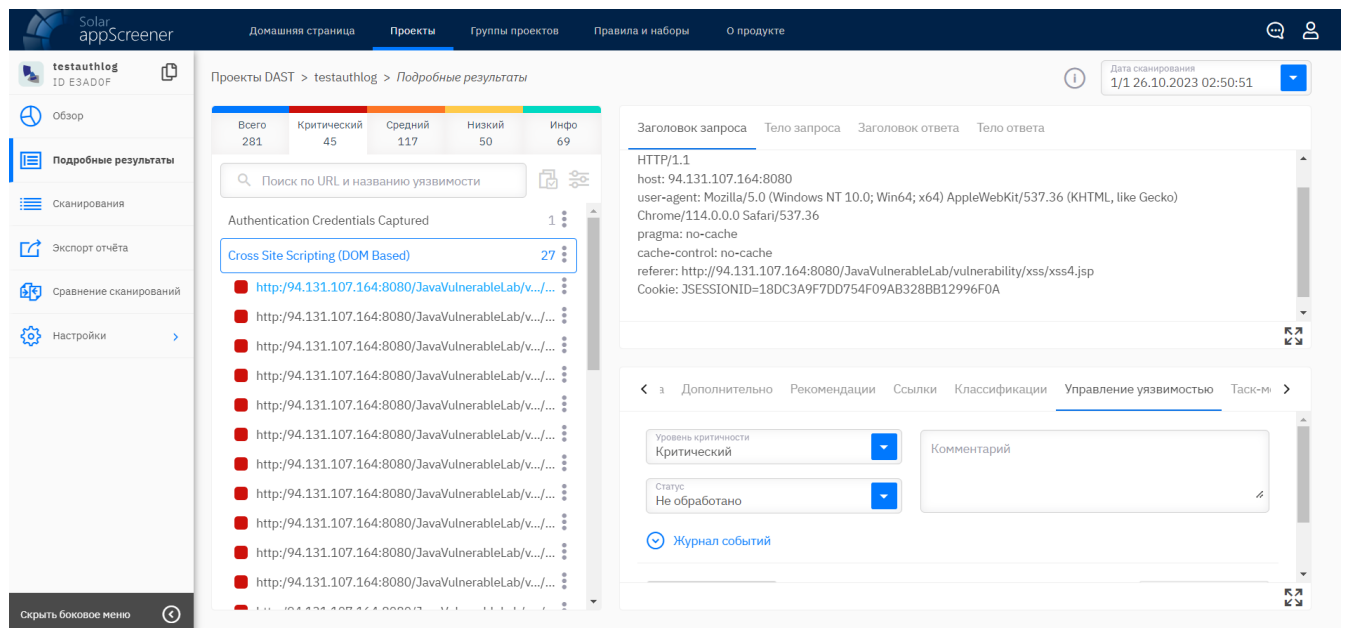 Solar
appScreener
Домашняя страница
Проекты
Группы проектов
Правила и наборы
О продукте
testauthlog
ID E3AD0F
Обзор
Подробные результаты
Сканирования
Экспорт отчёта
Сравнение сканирований
Настройки
Скрыть боковое меню
Проекты DAST > testauthlog > Подробные результаты
Дата сканирования
1/1 26.10.2023 02:50:51
Всего
281
Критический
45
Средний
117
Низкий
50
Инфо
69
Поиск по URL и названию уязвимости
Authentication Credentials Captured 1
Cross Site Scripting (DOM Based) 27
http:/94.131.107.164:8080/JavaVulnerableLab/v.../...
http:/94.131.107.164:8080/JavaVulnerableLab/v.../...
http:/94.131.107.164:8080/JavaVulnerableLab/v.../...
http:/94.131.107.164:8080/JavaVulnerableLab/v.../...
http:/94.131.107.164:8080/JavaVulnerableLab/v.../...
http:/94.131.107.164:8080/JavaVulnerableLab/v.../...
http:/94.131.107.164:8080/JavaVulnerableLab/v.../...
http:/94.131.107.164:8080/JavaVulnerableLab/v.../...
http:/94.131.107.164:8080/JavaVulnerableLab/v.../...
http:/94.131.107.164:8080/JavaVulnerableLab/v.../...
http:/94.131.107.164:8080/JavaVulnerableLab/v.../...
Заголовок запроса
Тело запроса
Заголовок ответа
Тело ответа
HTTP/1.1
host: 94.131.107.164:8080
user-agent: Mozilla/5.0 (Windows NT 10.0; Win64; x64) AppleWebKit/537.36 (KHTML, like Gecko)
Chrome/114.0.0.0 Safari/537.36
pragma: no-cache
cache-control: no-cache
referer: http://94.131.107.164:8080/JavaVulnerableLab/vulnerability/xss/xss4.jsp
Cookie: JSESSIONID=18DC3A9F7DD754F09AB328BB12996F0A
а
Дополнительно
Рекомендации
Ссылки
Классификации
Управление уязвимостью
Таск-м
Уровень критичности
Критический
Комментарий
Статус
Не обработано
Журнал событий